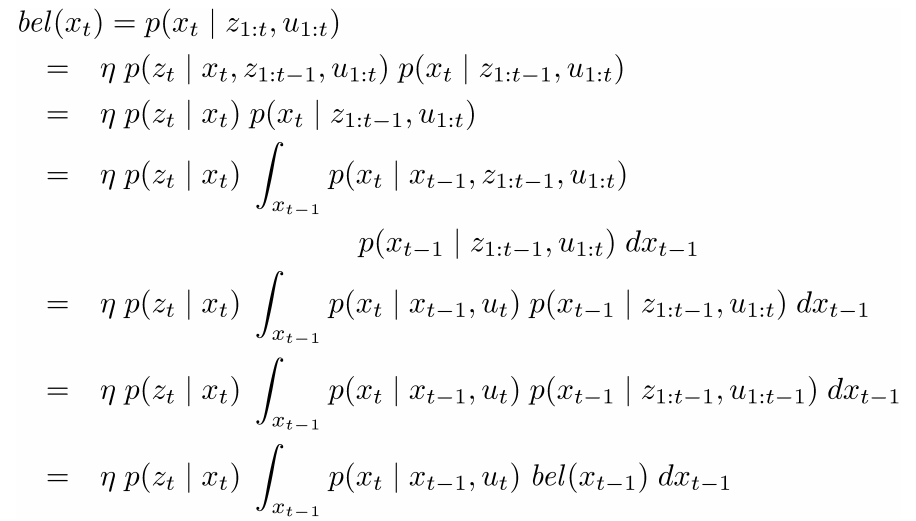 bel(x_t) = p(x_t | z_{1:t}, u_{1:t})
= η p(z_t | x_t, z_{1:t−1}, u_{1:t}) p(x_t | z_{1:t−1}, u_{1:t})
= η p(z_t | x_t) p(x_t | z_{1:t−1}, u_{1:t})
= η p(z_t | x_t) ∫_{x_{t−1}} p(x_t | x_{t−1}, z_{1:t−1}, u_{1:t})
p(x_{t−1} | z_{1:t−1}, u_{1:t}) dx_{t−1}
= η p(z_t | x_t) ∫_{x_{t−1}} p(x_t | x_{t−1}, u_t) p(x_{t−1} | z_{1:t−1}, u_{1:t}) dx_{t−1}
= η p(z_t | x_t) ∫_{x_{t−1}} p(x_t | x_{t−1}, u_t) p(x_{t−1} | z_{1:t−1}, u_{1:t−1}) dx_{t−1}
= η p(z_t | x_t) ∫_{x_{t−1}} p(x_t | x_{t−1}, u_t) bel(x_{t−1}) dx_{t−1}